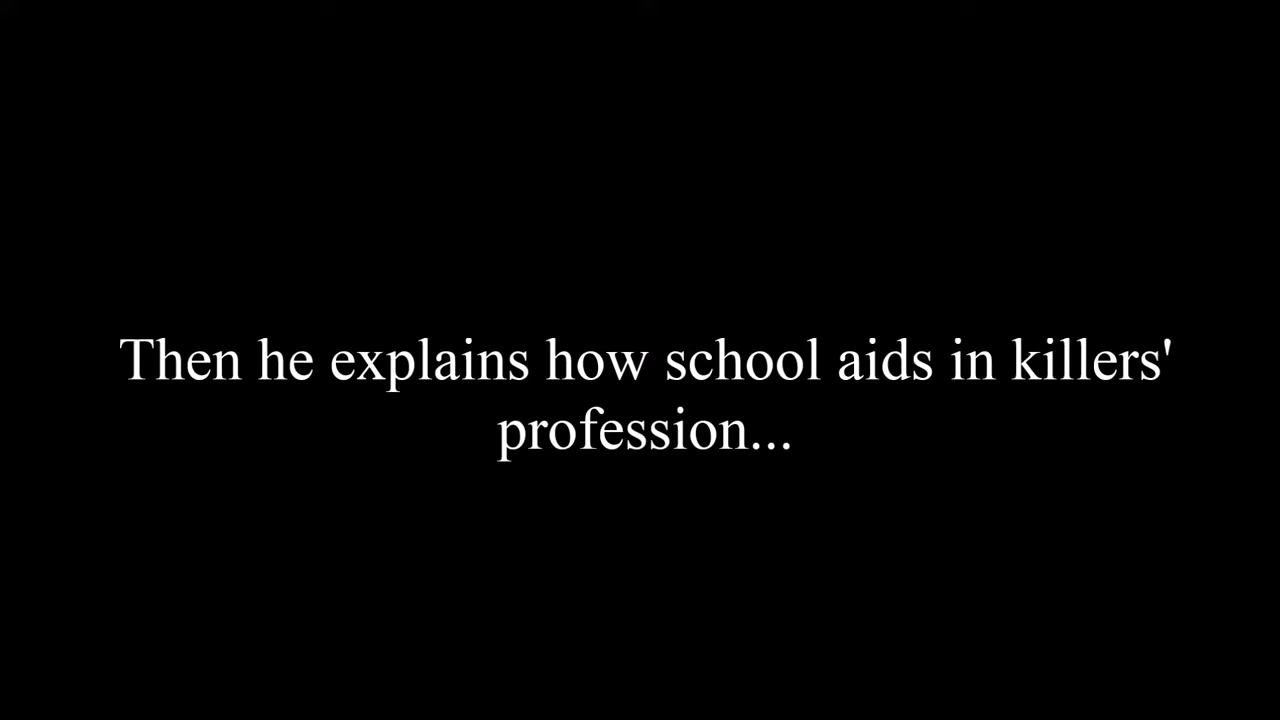 Then he explains how school aids in killers'
profession...